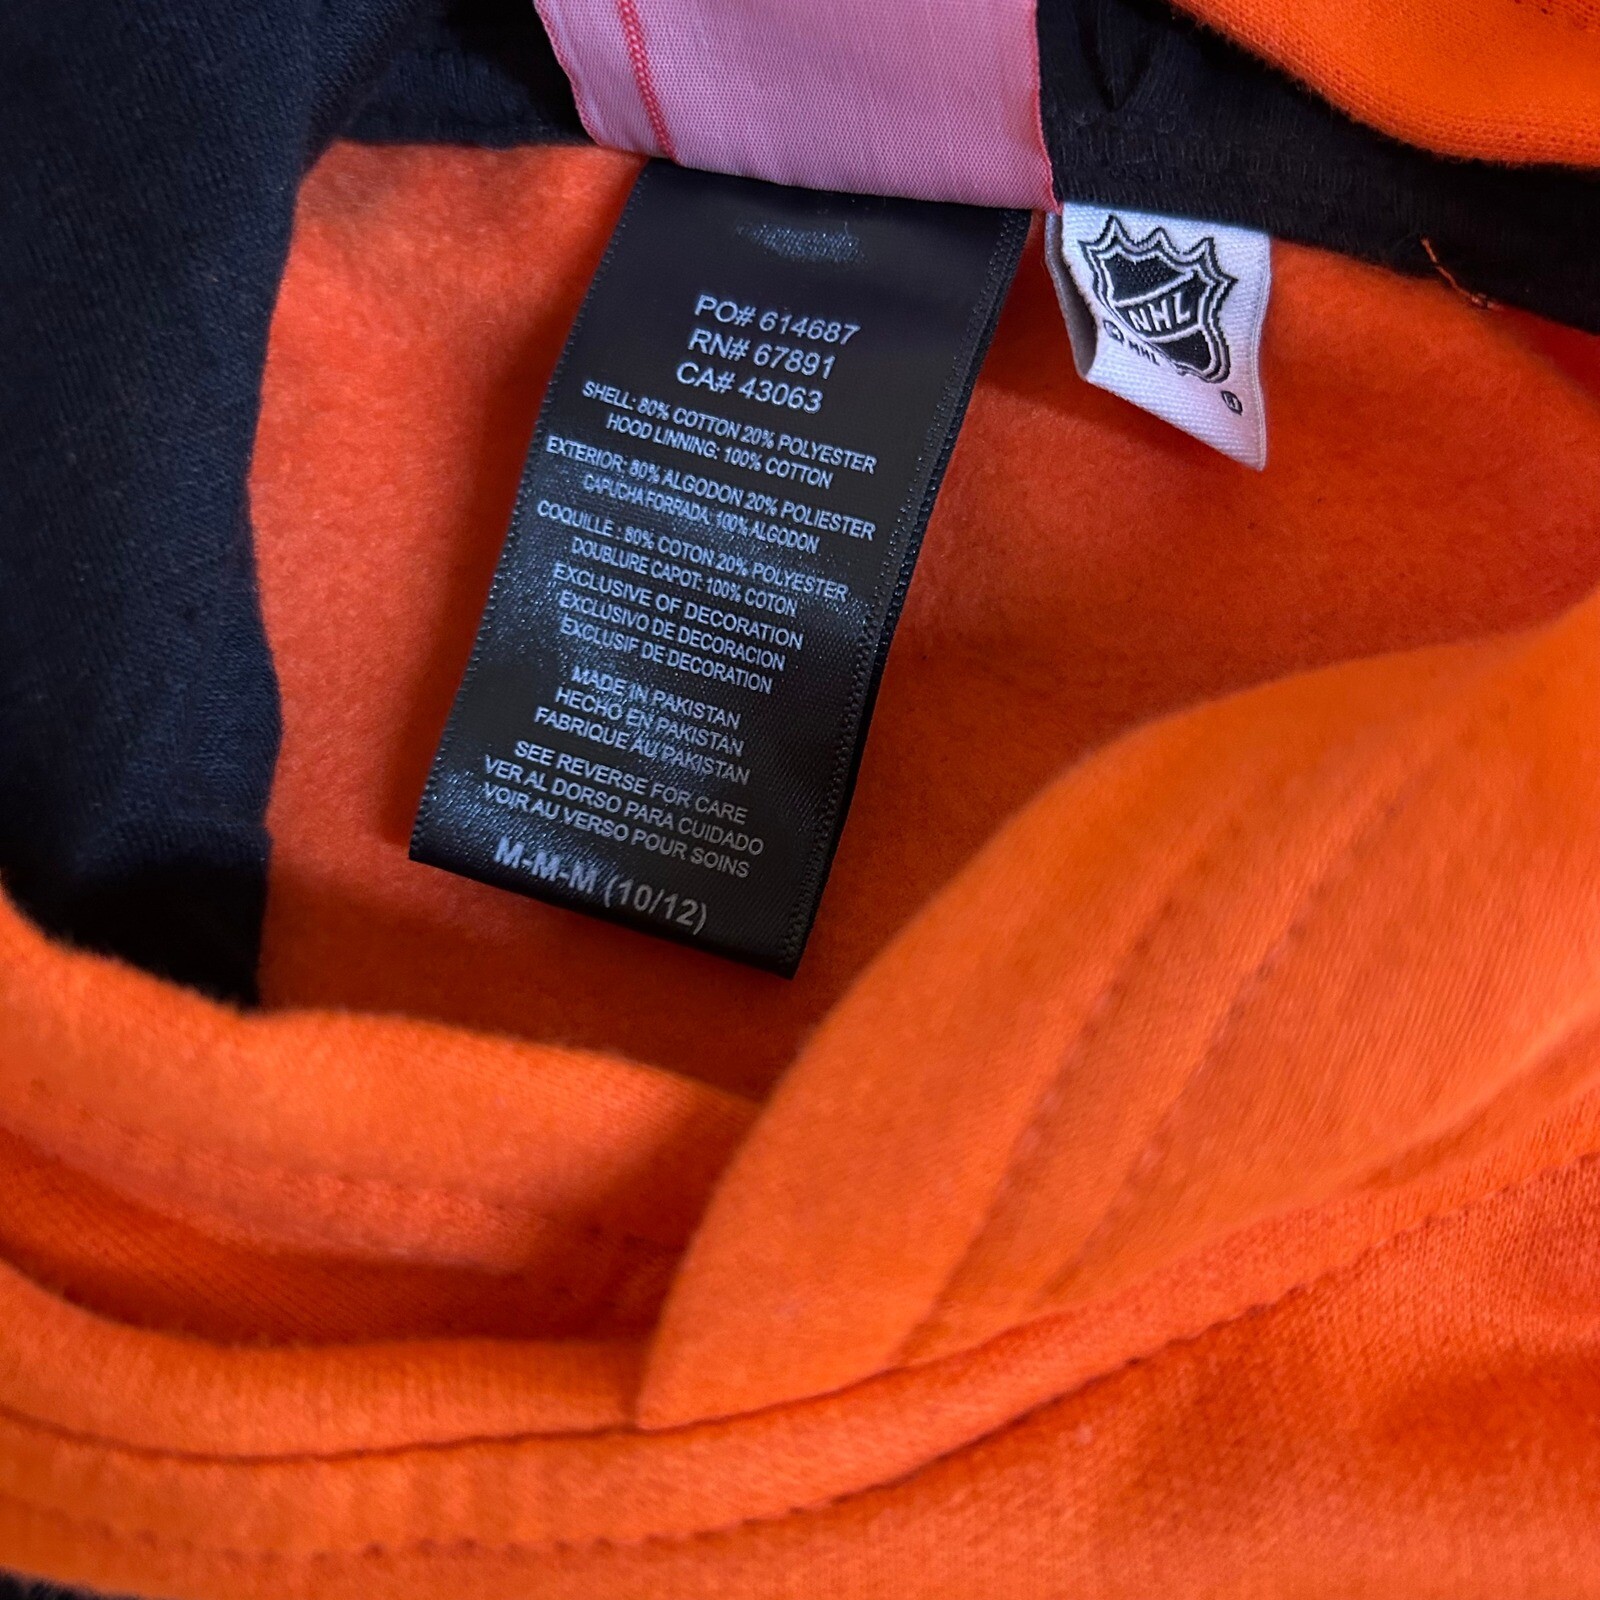 PO# 614687
RN# 67891
CA# 43063
SHELL: 80% COTTON 20% POLYESTER
HOOD LINNING: 100% COTTON
EXTERIOR: 80% ALGODON 20% POLIESTER
CAPUCHA FORRADA: 100% ALGODON
COQUILLE : 80% COTON 20% POLYESTER
DOUBLURE CAPOT: 100% COTON
EXCLUSIVE OF DECORATION
EXCLUSIVO DE DECORACION
EXCLUSIF DE DECORATION
MADE IN PAKISTAN
HECHO EN PAKISTAN
FABRIQUE AU PAKISTAN
SEE REVERSE FOR CARE
VER AL DORSO PARA CUIDADO
VOIR AU VERSO POUR SOINS
M-M-M (10/12)
NHL
© NHL
®